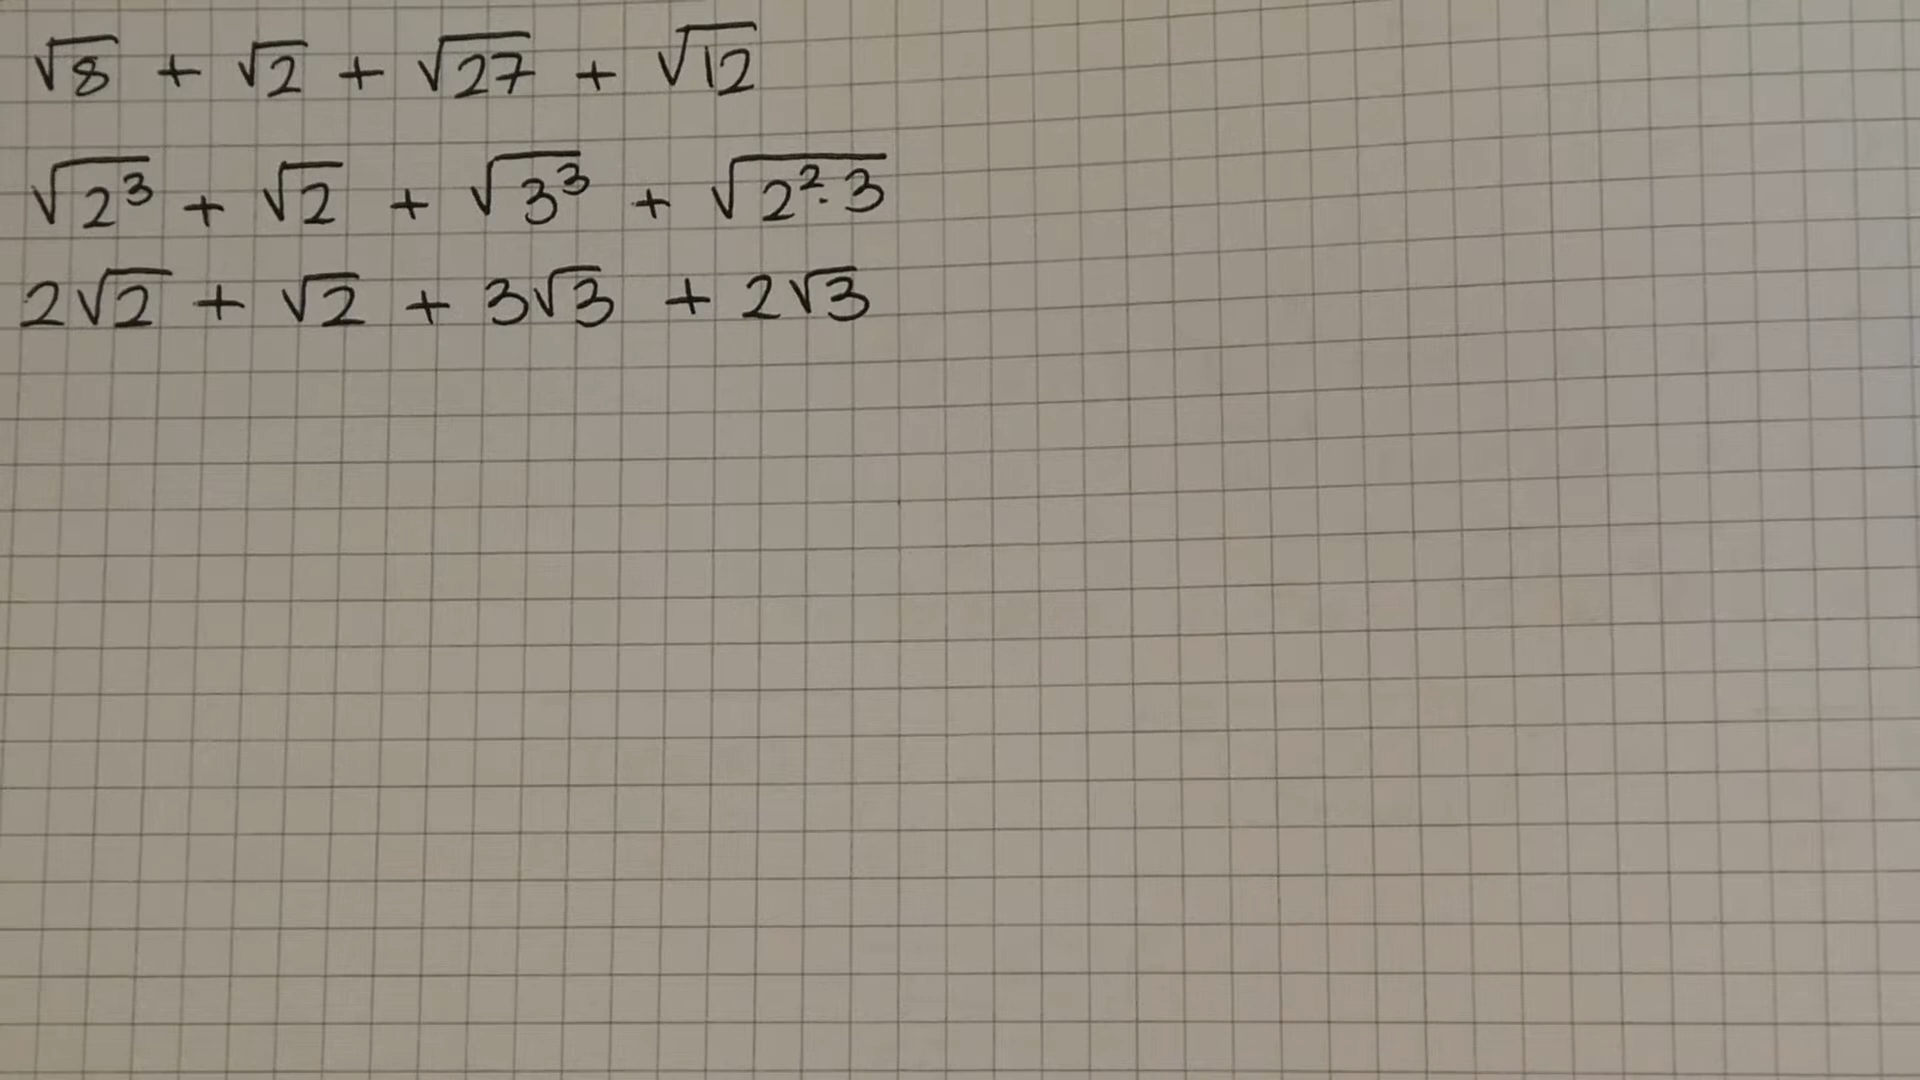 √8 + √2 + √27 + √12
√2³ + √2 + √3³ + √2²·3
2√2 + √2 + 3√3 + 2√3